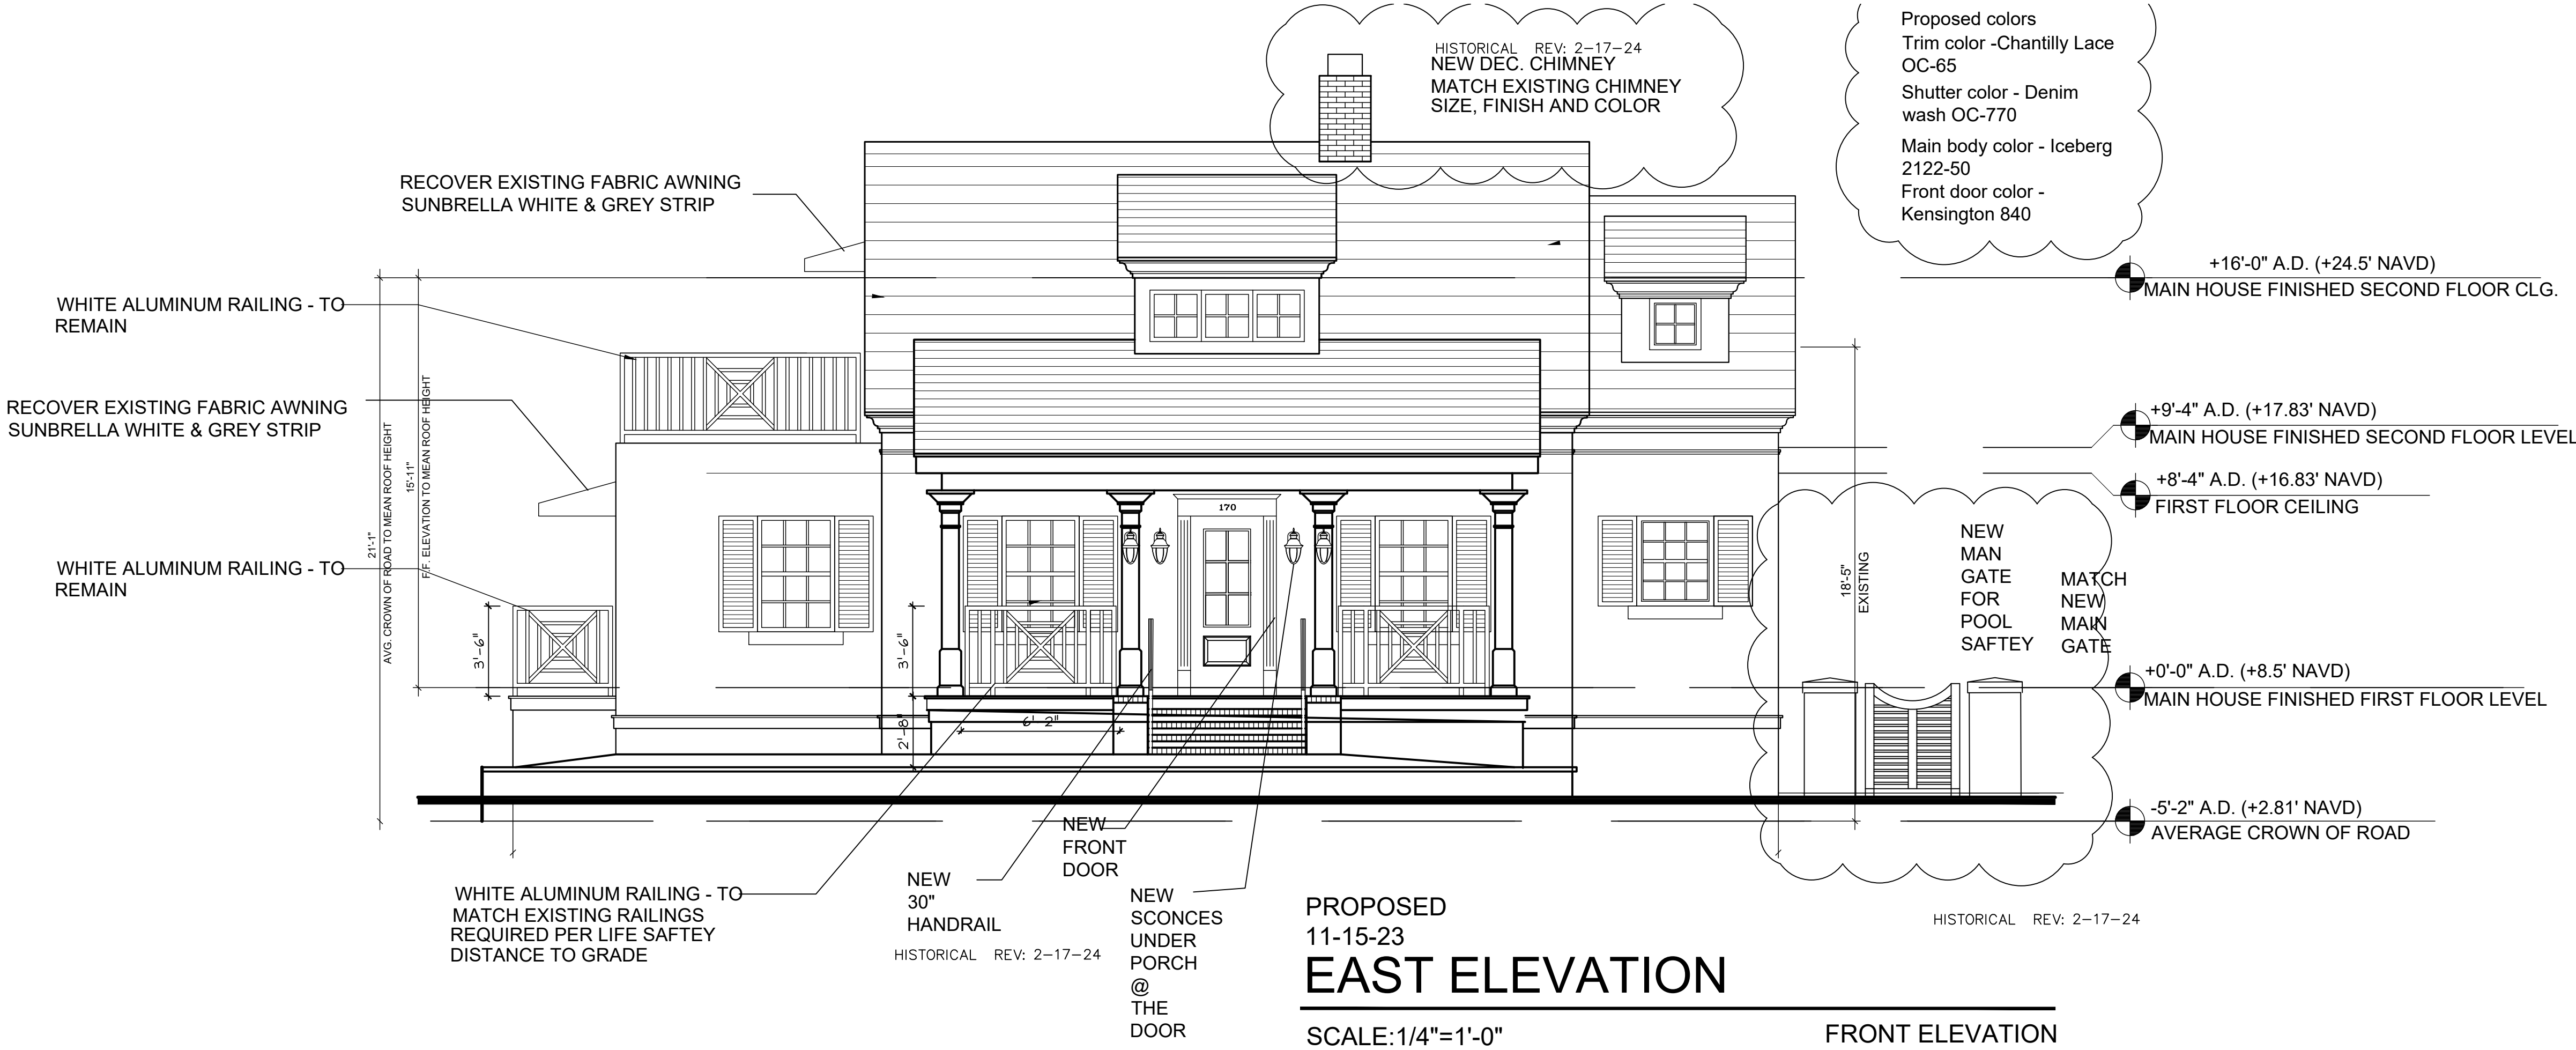 HISTORICAL REV: 2-17-24
NEW DEC. CHIMNEY
MATCH EXISTING CHIMNEY
SIZE, FINISH AND COLOR
Proposed colors
Trim color -Chantilly Lace
OC-65
Shutter color - Denim
wash OC-770
Main body color - Iceberg
2122-50
Front door color -
Kensington 840
RECOVER EXISTING FABRIC AWNING
SUNBRELLA WHITE & GREY STRIP
WHITE ALUMINUM RAILING - TO
REMAIN
RECOVER EXISTING FABRIC AWNING
SUNBRELLA WHITE & GREY STRIP
WHITE ALUMINUM RAILING - TO
REMAIN
21'-1"
AVG. CROWN OF ROAD TO MEAN ROOF HEIGHT
15'-11"
F.F. ELEVATION TO MEAN ROOF HEIGHT
3'-6"
3'-6"
2'-8"
6'-2"
170
18'-5"
EXISTING
+16'-0" A.D. (+24.5' NAVD)
MAIN HOUSE FINISHED SECOND FLOOR CLG.
+9'-4" A.D. (+17.83' NAVD)
MAIN HOUSE FINISHED SECOND FLOOR LEVEL
+8'-4" A.D. (+16.83' NAVD)
FIRST FLOOR CEILING
NEW
MAN
GATE
FOR
POOL
SAFTEY
MATCH
NEW
MAIN
GATE
+0'-0" A.D. (+8.5' NAVD)
MAIN HOUSE FINISHED FIRST FLOOR LEVEL
-5'-2" A.D. (+2.81' NAVD)
AVERAGE CROWN OF ROAD
HISTORICAL REV: 2-17-24
WHITE ALUMINUM RAILING - TO
MATCH EXISTING RAILINGS
REQUIRED PER LIFE SAFTEY
DISTANCE TO GRADE
NEW
30"
HANDRAIL
HISTORICAL REV: 2-17-24
NEW
FRONT
DOOR
NEW
SCONCES
UNDER
PORCH
@
THE
DOOR
PROPOSED
11-15-23
EAST ELEVATION
SCALE:1/4"=1'-0"
FRONT ELEVATION